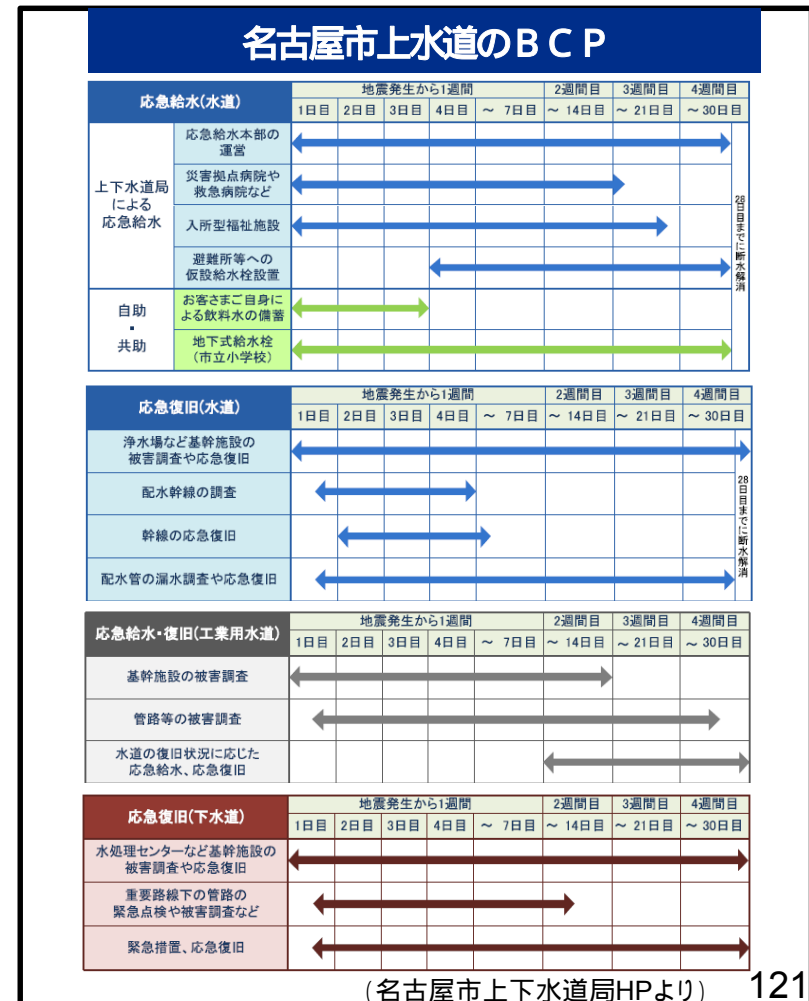 名古屋市上水道のBCP
応急給水(水道)
地震発生から1週間
2週間目
3週間目
4週間目
1日目
2日目
3日目
4日目
～ 7日目
～ 14日目
～ 21日目
～ 30日目
上下水道局
による
応急給水
応急給水本部の
運営
災害拠点病院や
救急病院など
入所型福祉施設
避難所等への
仮設給水栓設置
自助
・
共助
お客さまご自身に
よる飲料水の備蓄
地下式給水栓
(市立小学校)
28日目までに断水解消
応急復旧(水道)
地震発生から1週間
2週間目
3週間目
4週間目
1日目
2日目
3日目
4日目
～ 7日目
～ 14日目
～ 21日目
～ 30日目
浄水場など基幹施設の
被害調査や応急復旧
配水幹線の調査
幹線の応急復旧
配水管の漏水調査や応急復旧
28日目までに断水解消
応急給水・復旧(工業用水道)
地震発生から1週間
2週間目
3週間目
4週間目
1日目
2日目
3日目
4日目
～ 7日目
～ 14日目
～ 21日目
～ 30日目
基幹施設の被害調査
管路等の被害調査
水道の復旧状況に応じた
応急給水、応急復旧
応急復旧(下水道)
地震発生から1週間
2週間目
3週間目
4週間目
1日目
2日目
3日目
4日目
～ 7日目
～ 14日目
～ 21日目
～ 30日目
水処理センターなど基幹施設の
被害調査や応急復旧
重要路線下の管路の
緊急点検や被害調査など
緊急措置、応急復旧
(名古屋市上下水道局HPより)
121